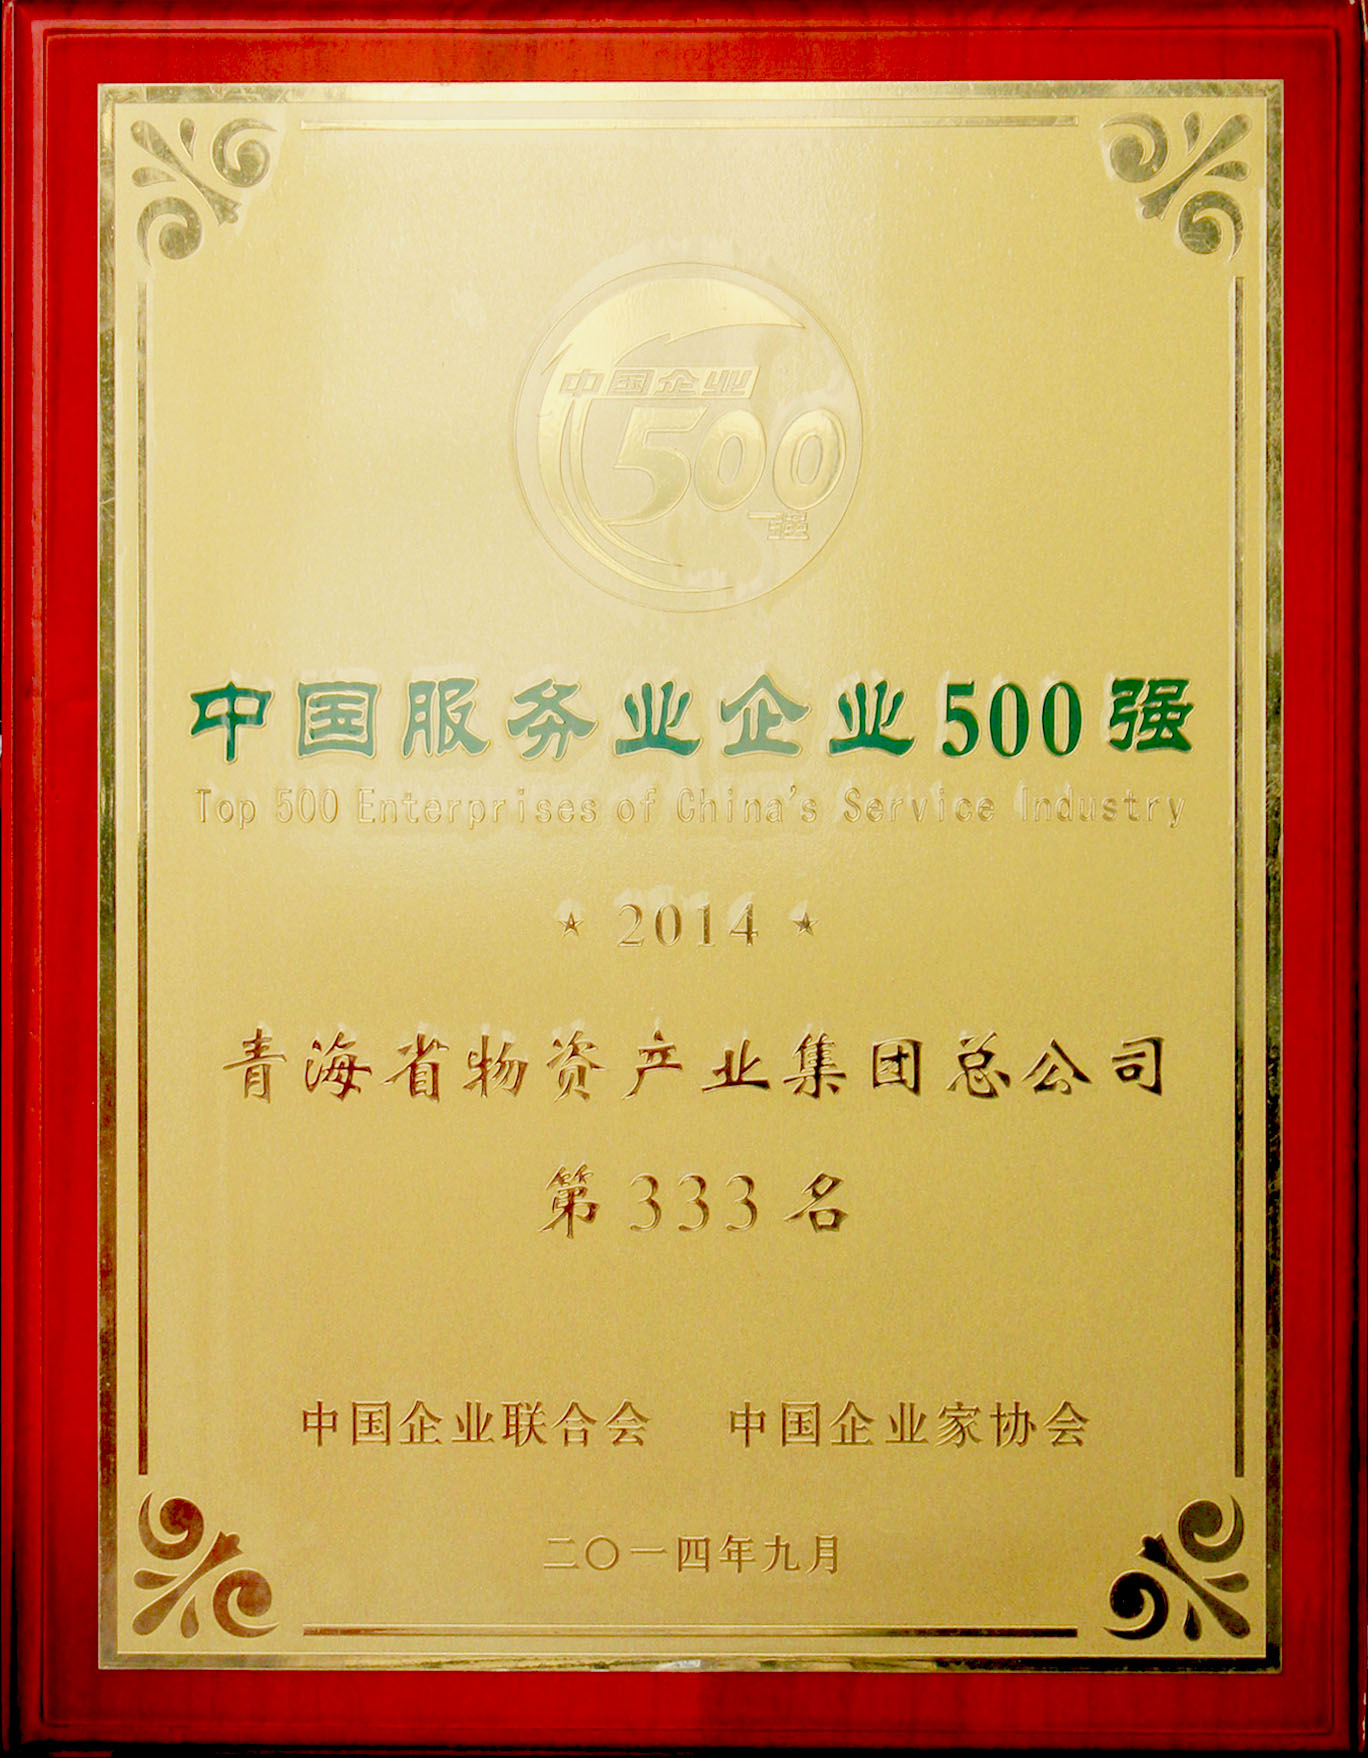 中国企业
500
强
中国服务业企业500强
Top 500 Enterprises of China's Service Industry
★ 2014 ★
青海省物资产业集团总公司
第333名
中国企业联合会 中国企业家协会
二〇一四年九月